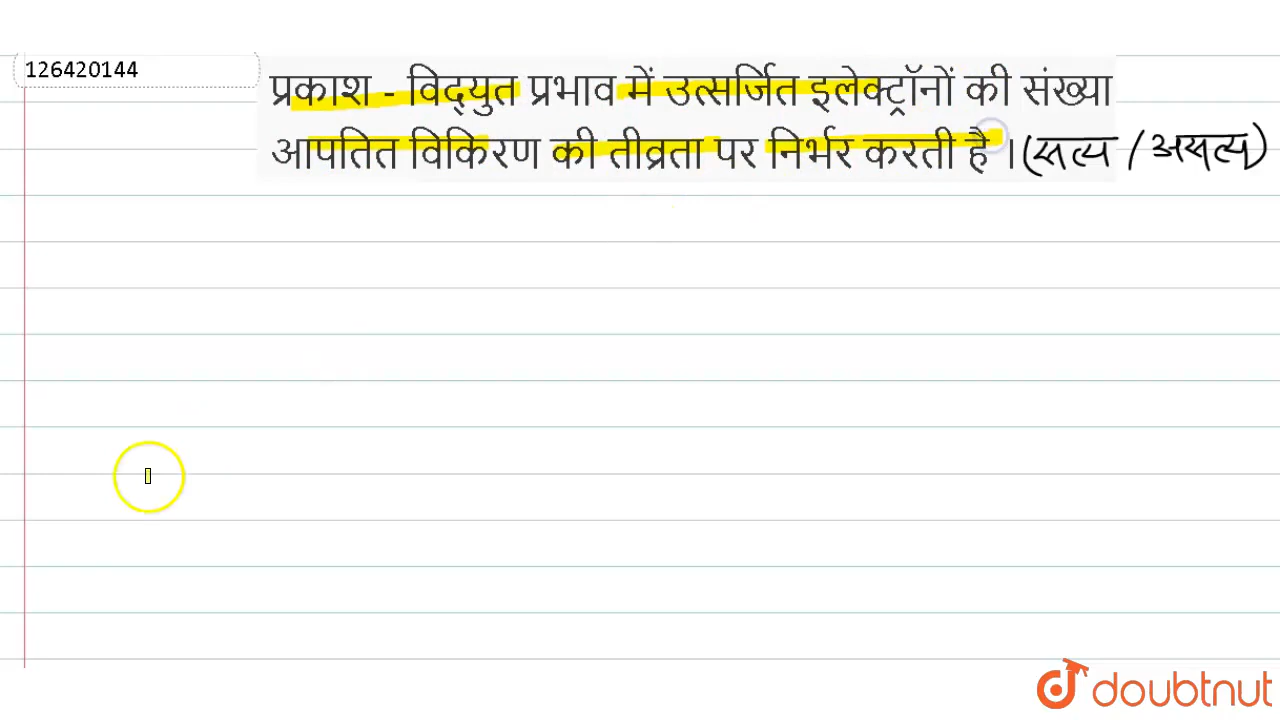 126420144
प्रकाश - विद्युत प्रभाव में उत्सर्जित इलेक्ट्रॉनों की संख्या
आपतित विकिरण की तीव्रता पर निर्भर करती है । (सत्य / असत्य)
doubtnut